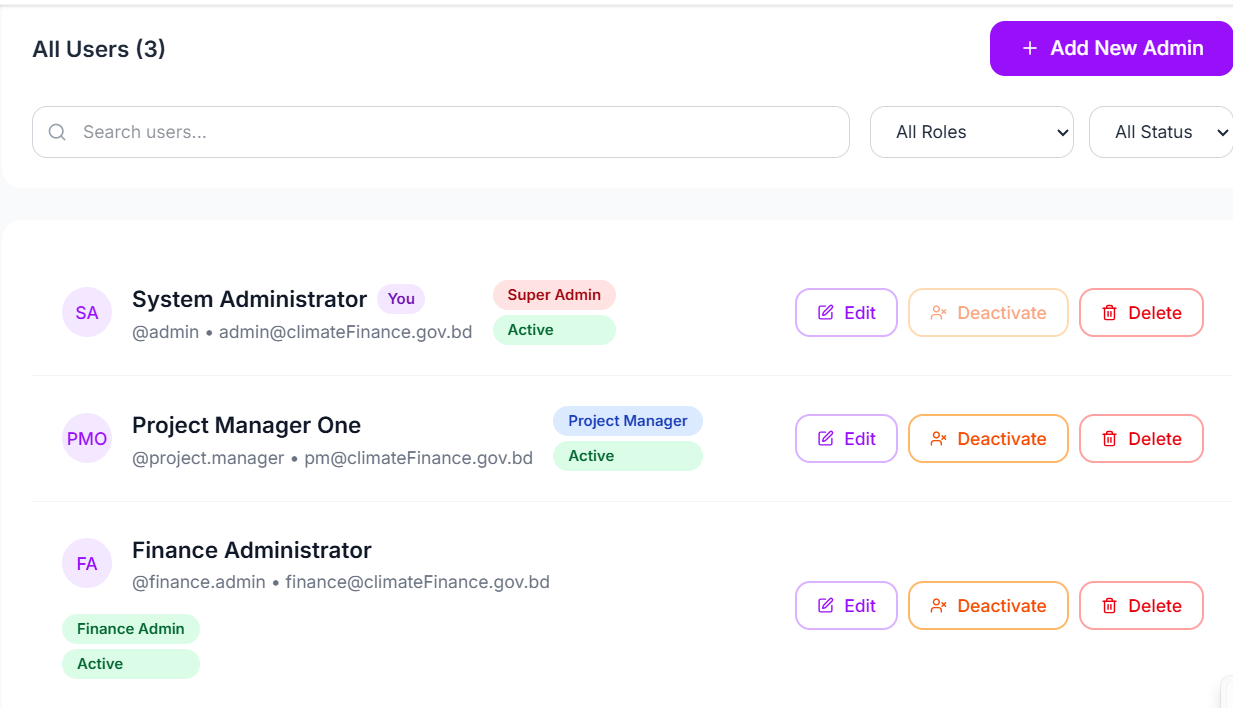 All Users (3)
+ Add New Admin
Search users...
All Roles
All Status
SA
System Administrator You
@admin • admin@climateFinance.gov.bd
Super Admin
Active
Edit
Deactivate
Delete
PMO
Project Manager One
@project.manager • pm@climateFinance.gov.bd
Project Manager
Active
Edit
Deactivate
Delete
FA
Finance Administrator
@finance.admin • finance@climateFinance.gov.bd
Finance Admin
Active
Edit
Deactivate
Delete